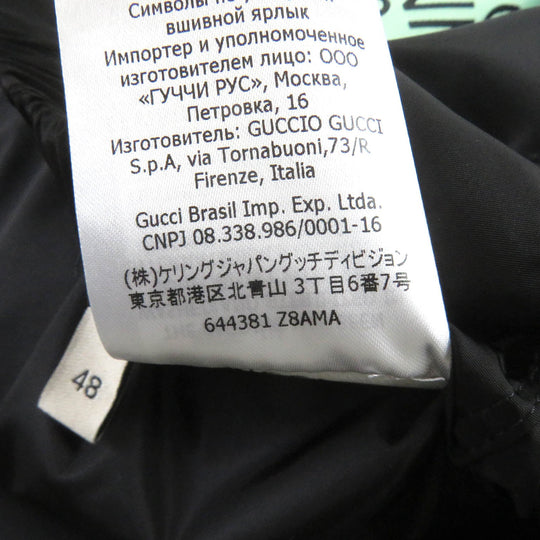 Символы по
вшивной ярлык
Импортер и уполномоченное
изготовителем лицо: ООО
«ГУЧЧИ РУС», Москва,
Петровка, 16
Изготовитель: GUCCIO GUCCI
S.p.A, via Tornabuoni,73/R
Firenze, Italia
Gucci Brasil Imp. Exp. Ltda.
CNPJ 08.338.986/0001-16
(株)ケリングジャパングッチディビジョン
東京都港区北青山 3丁目6番7号
644381 Z8AMA
48